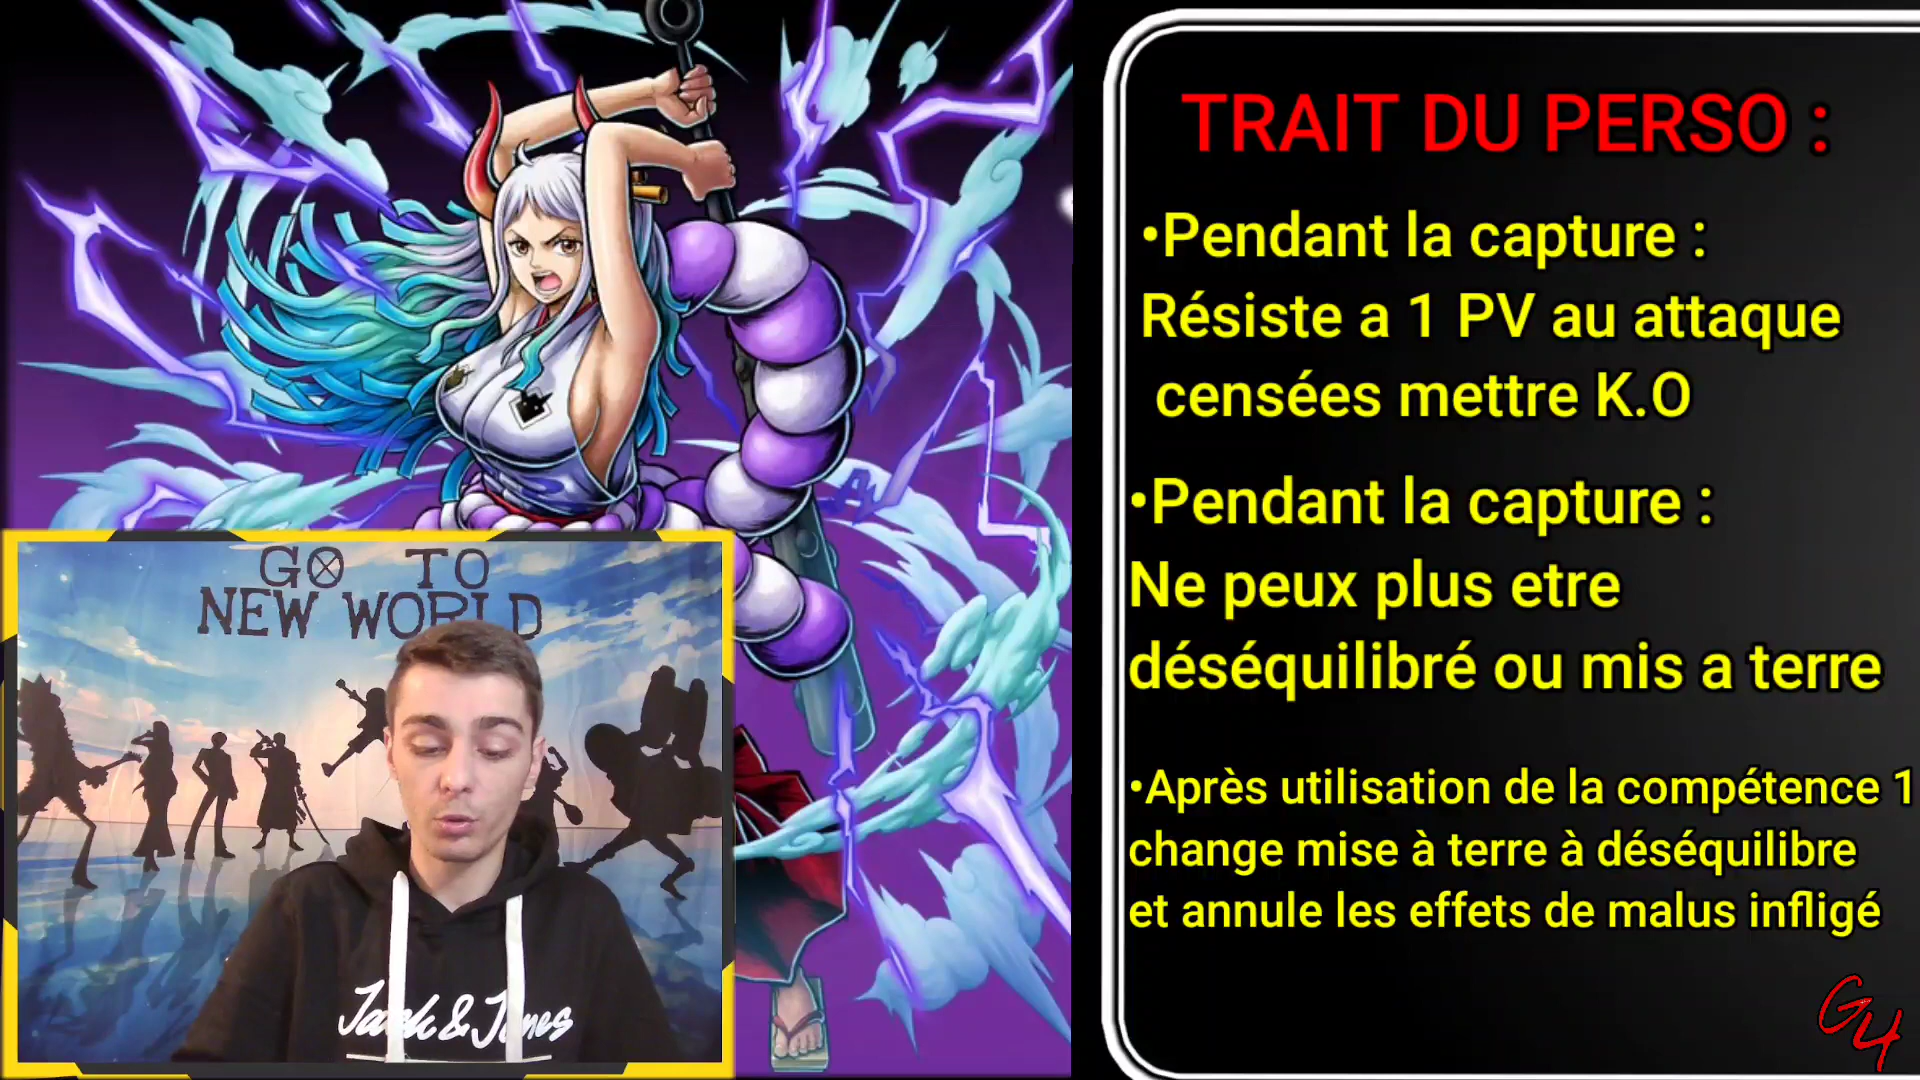 TRAIT DU PERSO :
•Pendant la capture :
Résiste a 1 PV au attaque
censées mettre K.O
•Pendant la capture :
Ne peux plus etre
déséquilibré ou mis a terre
•Après utilisation de la compétence 1
change mise à terre à déséquilibre
et annule les effets de malus infligé
GO TO
NEW WORLD
Jack & Jones
G4